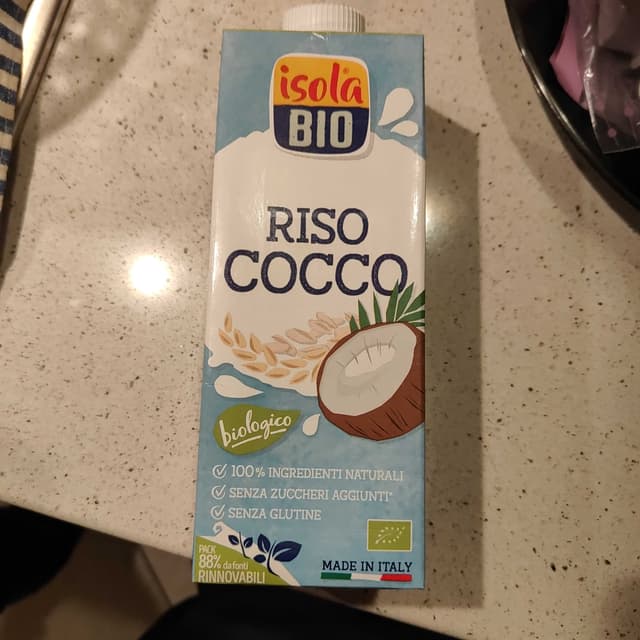 isola
BIO
RISO
COCCO
biologico
100% INGREDIENTI NATURALI
SENZA ZUCCHERI AGGIUNTI*
SENZA GLUTINE
PACK
88% da fonti
RINNOVABILI
MADE IN ITALY